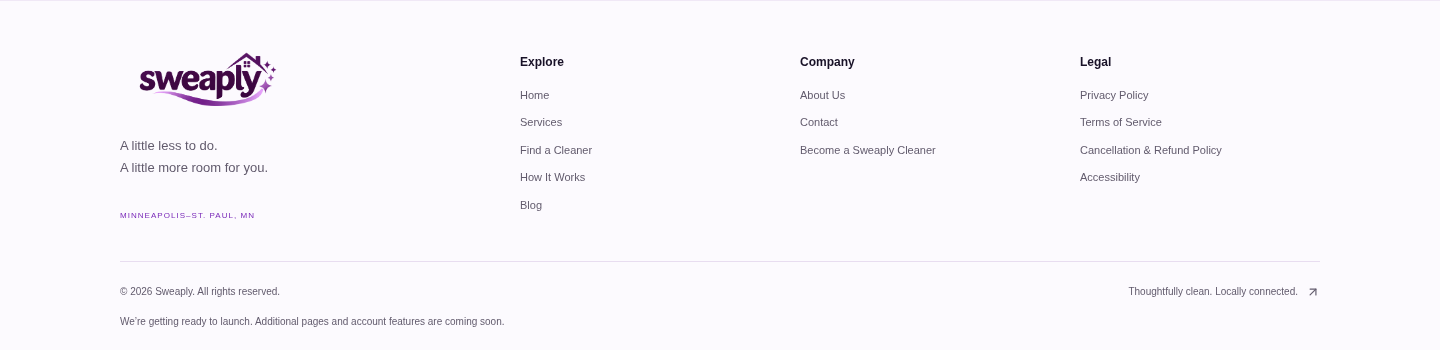 sweaply
A little less to do.
A little more room for you.
MINNEAPOLIS–ST. PAUL, MN
Explore
Home
Services
Find a Cleaner
How It Works
Blog
Company
About Us
Contact
Become a Sweaply Cleaner
Legal
Privacy Policy
Terms of Service
Cancellation & Refund Policy
Accessibility
© 2026 Sweaply. All rights reserved.
Thoughtfully clean. Locally connected.
We're getting ready to launch. Additional pages and account features are coming soon.